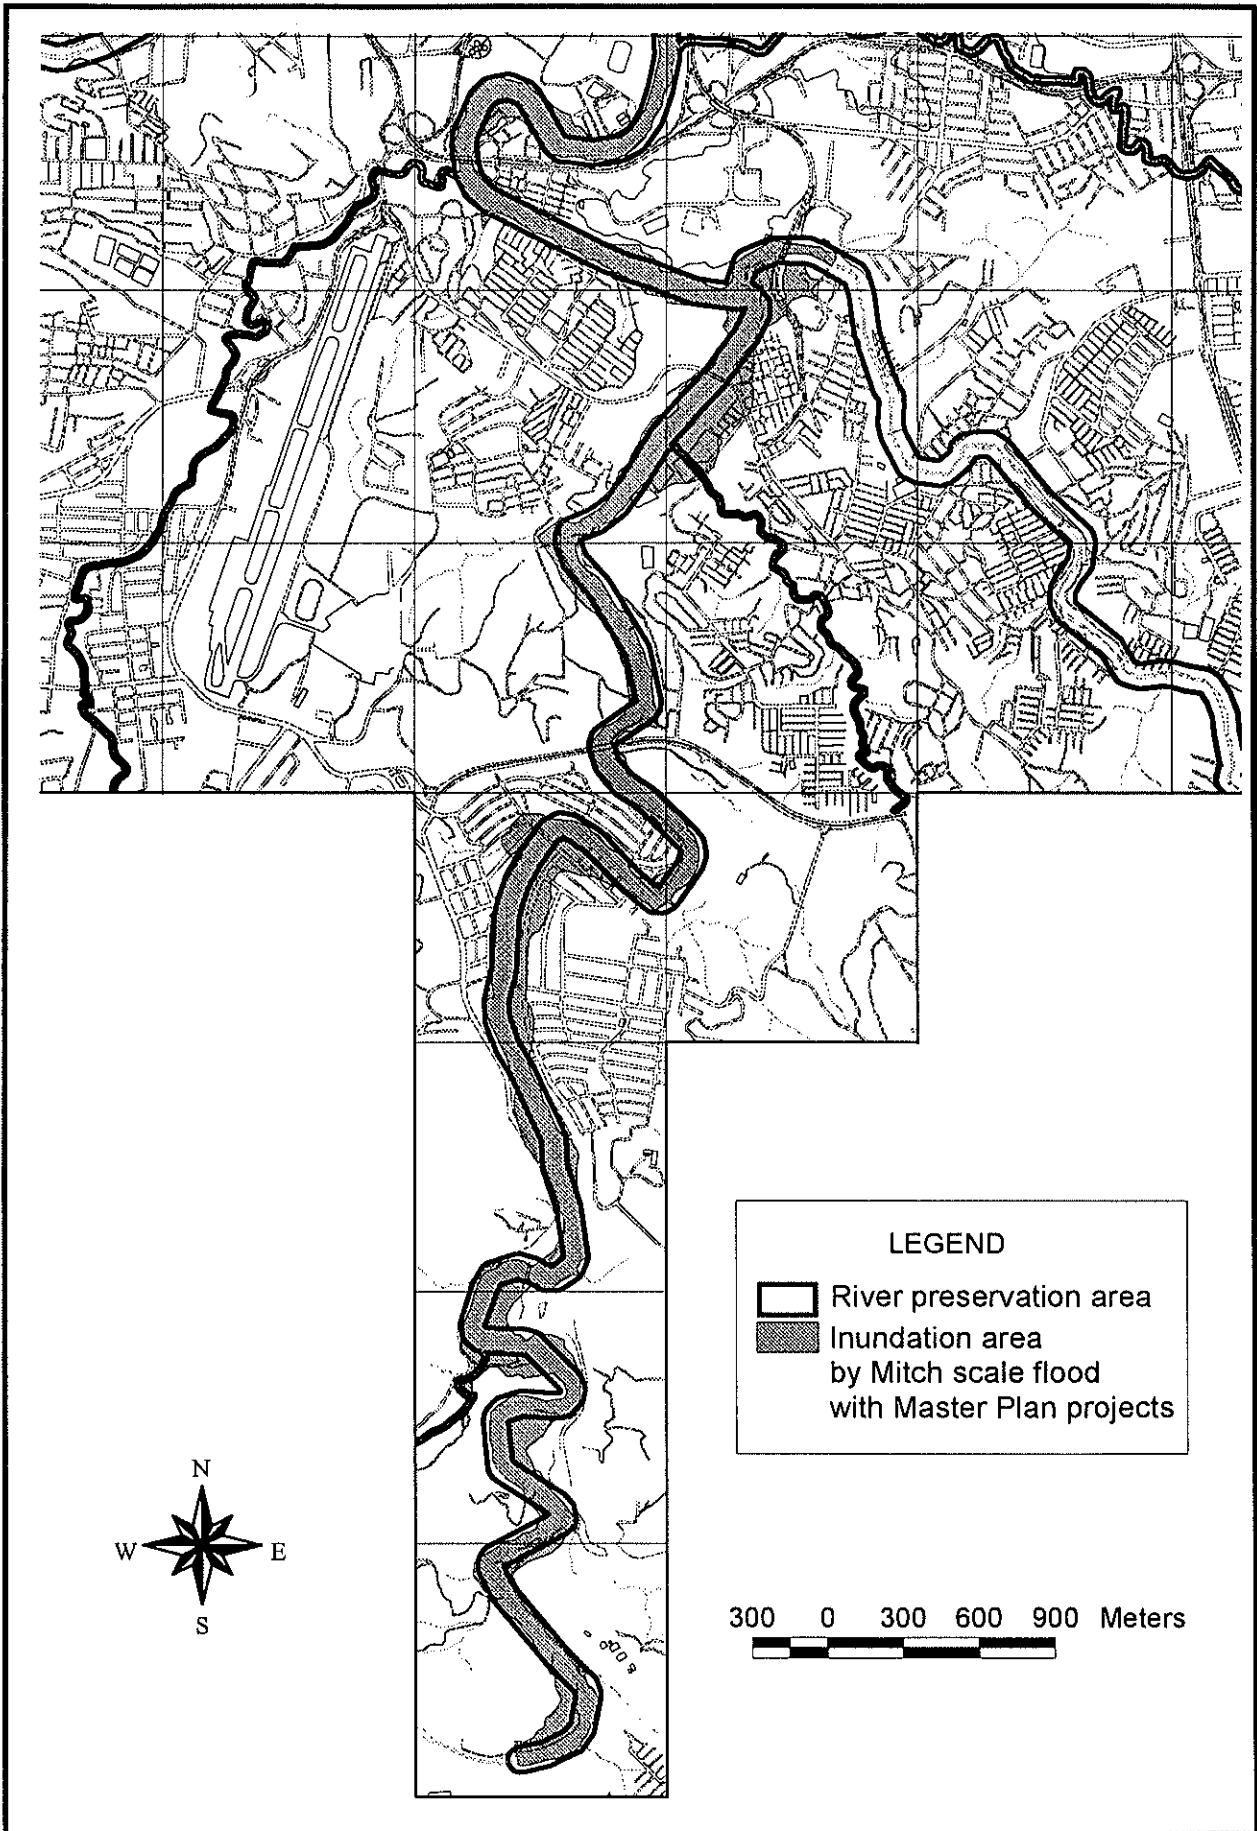 LEGEND
River preservation area
Inundation area
by Mitch scale flood
with Master Plan projects
N
W E
S
300 0 300 600 900 Meters